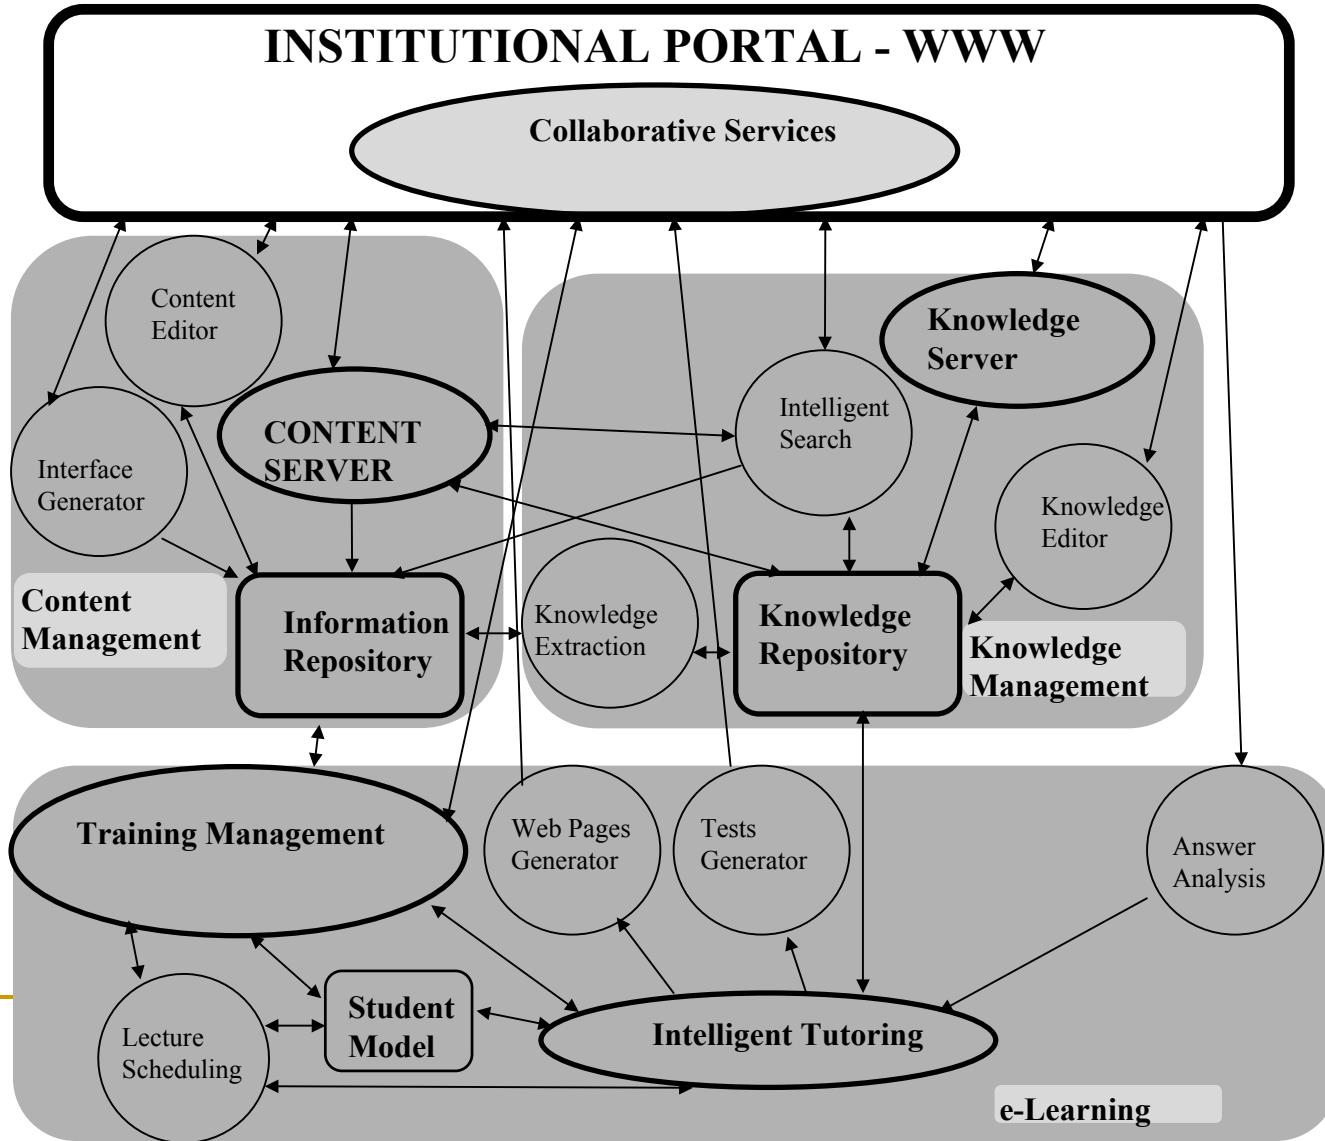 INSTITUTIONAL PORTAL - WWW
Collaborative Services
Content
Editor
Knowledge
Server
CONTENT
SERVER
Intelligent
Search
Interface
Generator
Knowledge
Editor
Content
Management
Information
Repository
Knowledge
Extraction
Knowledge
Repository
Knowledge
Management
Training Management
Web Pages
Generator
Tests
Generator
Answer
Analysis
Student
Model
Lecture
Scheduling
Intelligent Tutoring
e-Learning